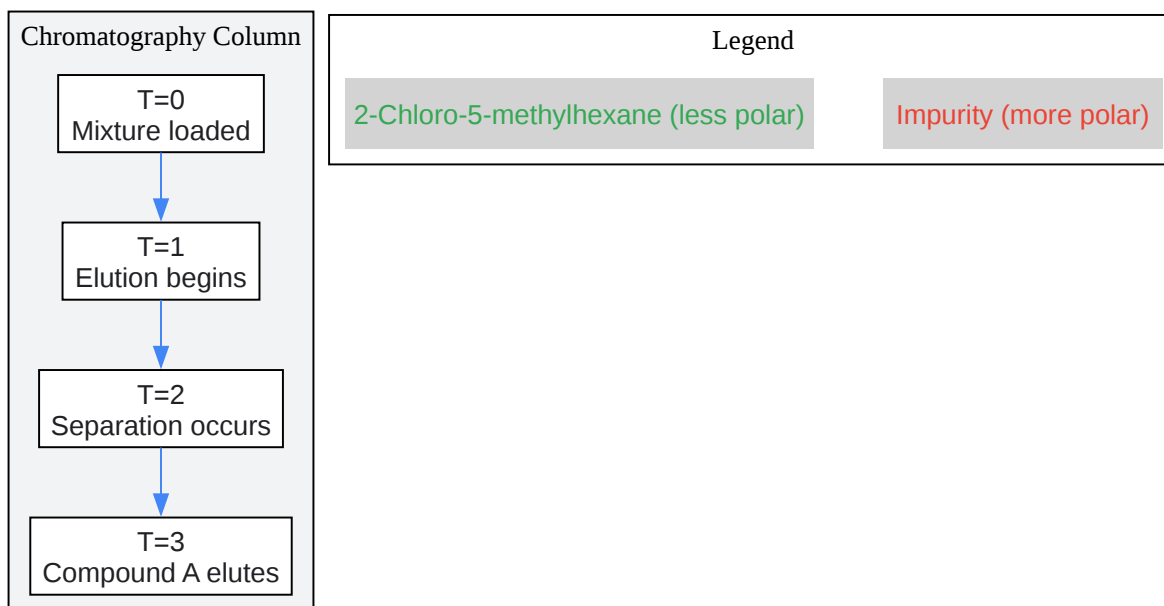 Chromatography Column
T=0
Mixture loaded
T=1
Elution begins
T=2
Separation occurs
T=3
Compound A elutes
Legend
2-Chloro-5-methylhexane (less polar)
Impurity (more polar)